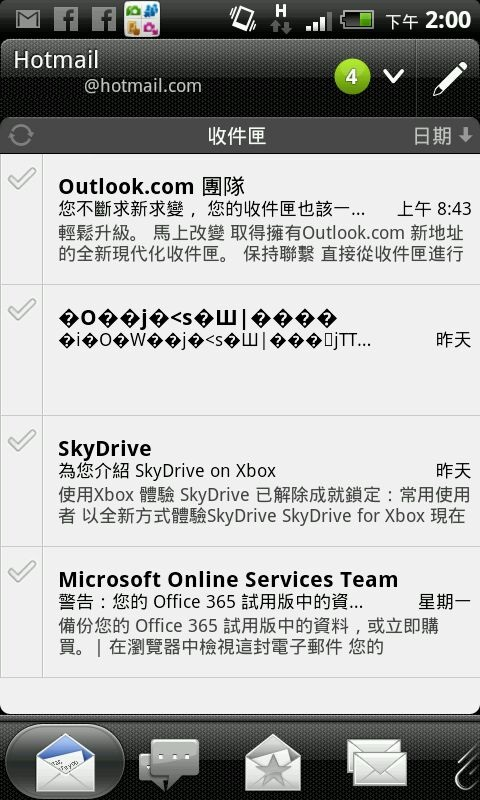 H
下午 2:00
Hotmail
@hotmail.com
4
收件匣
日期
Outlook.com 團隊
您不斷求新求變， 您的收件匣也該一... 上午 8:43
輕鬆升級。 馬上改變 取得擁有Outlook.com 新地址
的全新現代化收件匣。 保持聯繫 直接從收件匣進行
�O��j�<s�Ш|����
�i�O�W��j�<s�Ш|���▯jTT... 昨天
SkyDrive
為您介紹 SkyDrive on Xbox 昨天
使用Xbox 體驗 SkyDrive 已解除成就鎖定：常用使用
者 以全新方式體驗SkyDrive SkyDrive for Xbox 現在
Microsoft Online Services Team
警告：您的 Office 365 試用版中的資... 星期一
備份您的 Office 365 試用版中的資料，或立即購
買。| 在瀏覽器中檢視這封電子郵件 您的